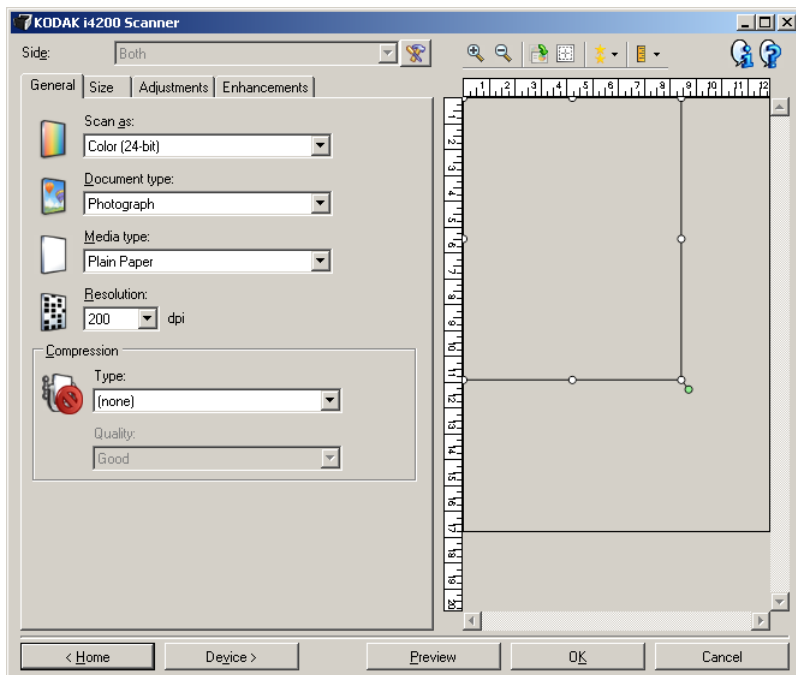 KODAK i4200 Scanner
Side: Both
General Size Adjustments Enhancements
Scan as:
Color (24-bit)
Document type:
Photograph
Media type:
Plain Paper
Resolution:
200 dpi
Compression
Type:
(none)
Quality:
Good
1 2 3 4 5 6 7 8 9 10 11 12
1
2
3
4
5
6
7
8
9
10
11
12
13
14
15
16
17
18
19
20
< Home Device > Preview OK Cancel